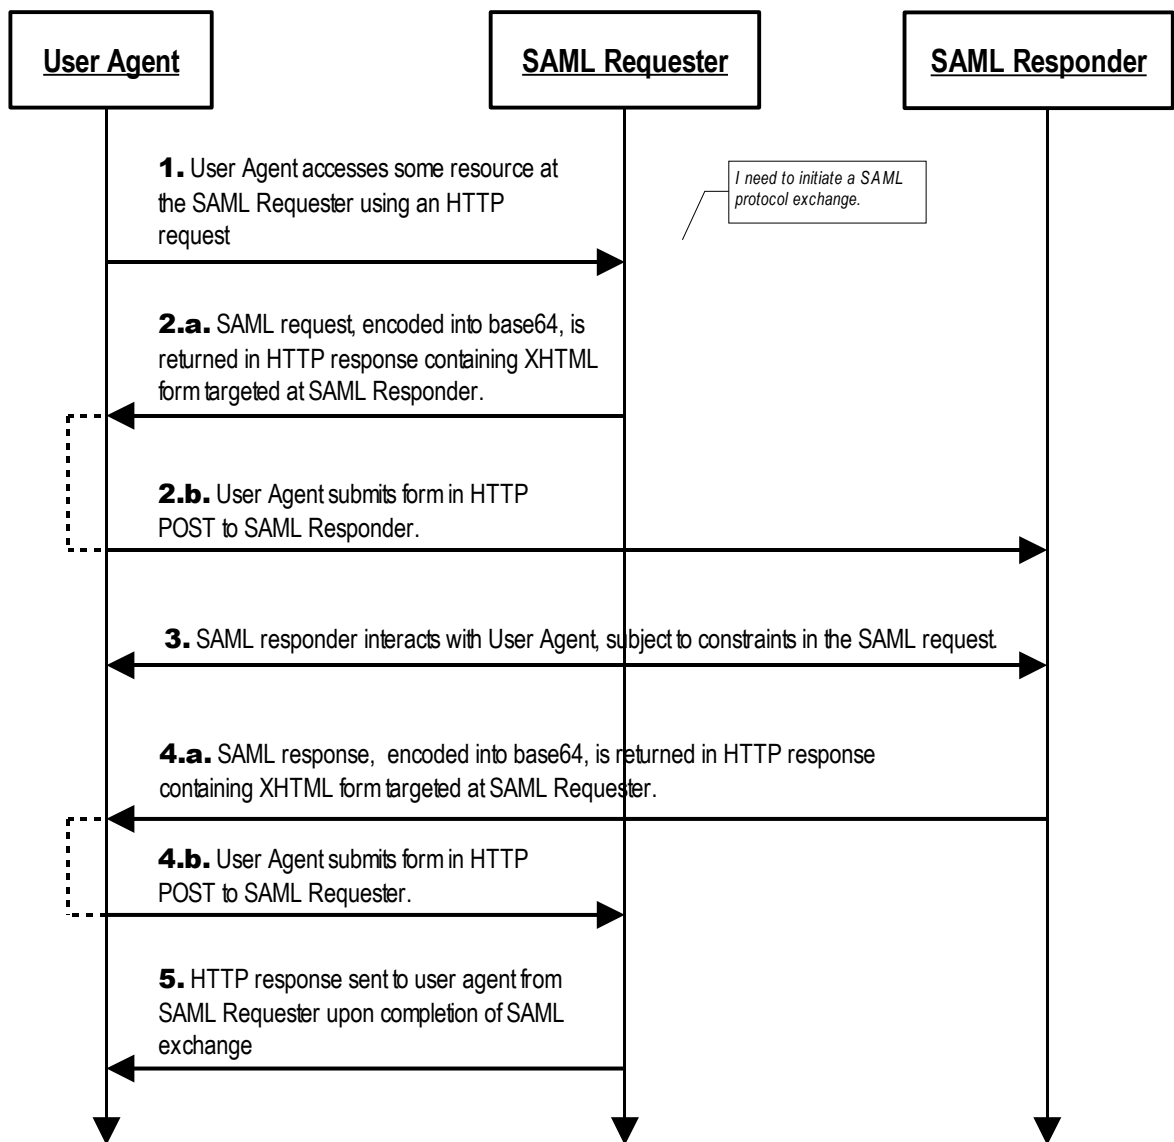 User Agent
SAML Requester
SAML Responder
1. User Agent accesses some resource at
the SAML Requester using an HTTP
request
I need to initiate a SAML
protocol exchange.
2.a. SAML request, encoded into base64, is
returned in HTTP response containing XHTML
form targeted at SAML Responder.
2.b. User Agent submits form in HTTP
POST to SAML Responder.
3. SAML responder interacts with User Agent, subject to constraints in the SAML request.
4.a. SAML response, encoded into base64, is returned in HTTP response
containing XHTML form targeted at SAML Requester.
4.b. User Agent submits form in HTTP
POST to SAML Requester.
5. HTTP response sent to user agent from
SAML Requester upon completion of SAML
exchange